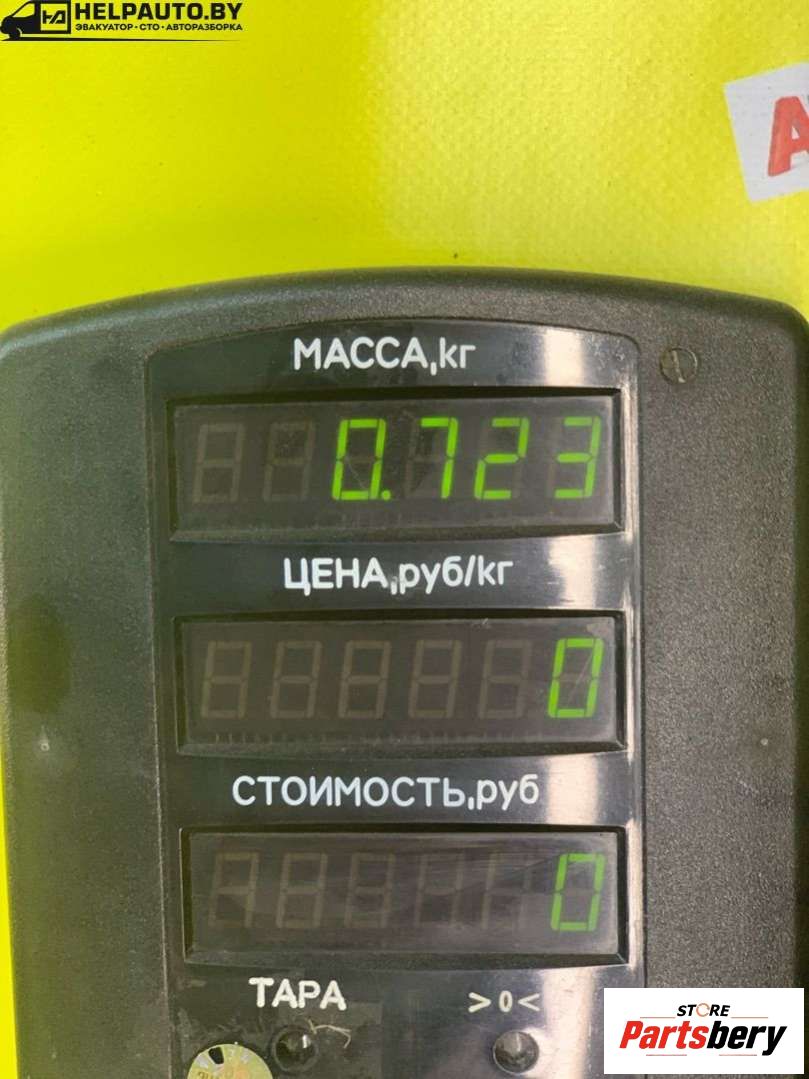 HELPAUTO.BY
ЭВАКУАТОР • СТО • АВТОРАЗБОРКА
МАССА,кг
0.723
ЦЕНА,руб/кг
0
СТОИМОСТЬ,руб
0
ТАРА >0<
STORE
Partsbery